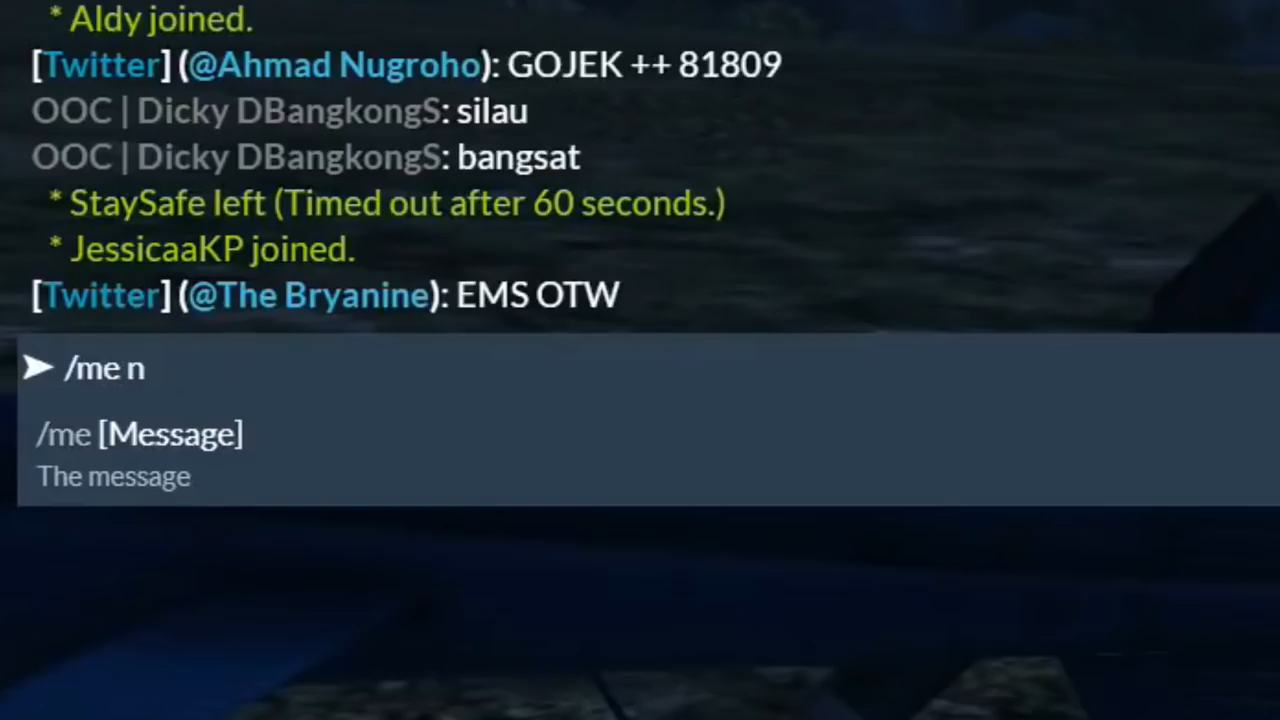 * Aldy joined.
[Twitter] (@Ahmad Nugroho): GOJEK ++ 81809
OOC | Dicky DBangkongS: silau
OOC | Dicky DBangkongS: bangsat
* StaySafe left (Timed out after 60 seconds.)
* JessicaaKP joined.
[Twitter] (@The Bryanine): EMS OTW
➤ /me n
/me [Message]
The message